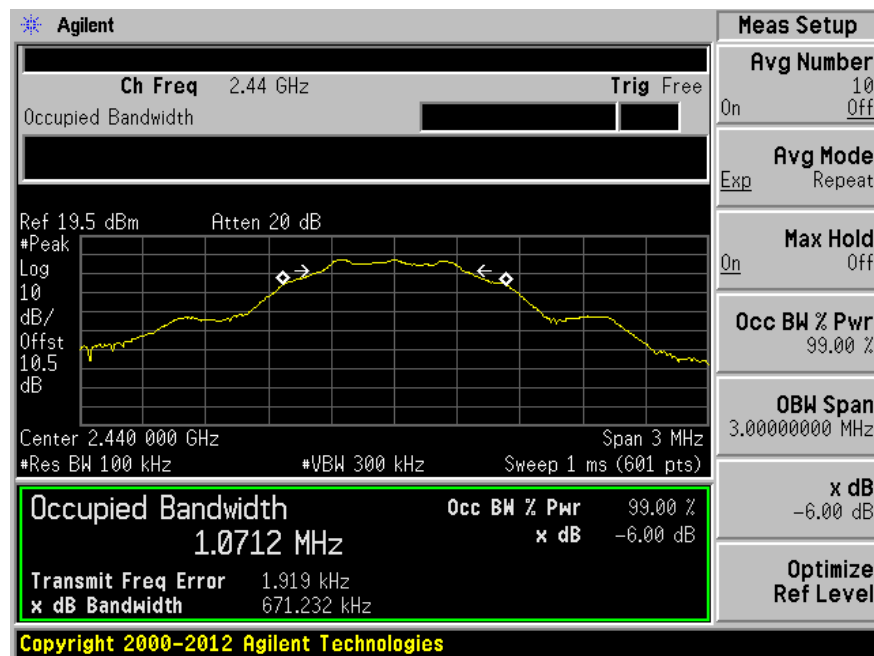 Agilent
Meas Setup
Ch Freq 2.44 GHz Trig Free
Occupied Bandwidth
Avg Number
10
On Off
Avg Mode
Exp Repeat
Max Hold
On Off
Occ BW % Pwr
99.00 %
OBW Span
3.00000000 MHz
x dB
-6.00 dB
Optimize
Ref Level
Ref 19.5 dBm Atten 20 dB
#Peak
Log
10
dB/
Offst
10.5
dB
Center 2.440 000 GHz Span 3 MHz
#Res BW 100 kHz #VBW 300 kHz Sweep 1 ms (601 pts)
Occupied Bandwidth Occ BW % Pwr 99.00 %
1.0712 MHz x dB -6.00 dB
Transmit Freq Error 1.919 kHz
x dB Bandwidth 671.232 kHz
Copyright 2000-2012 Agilent Technologies